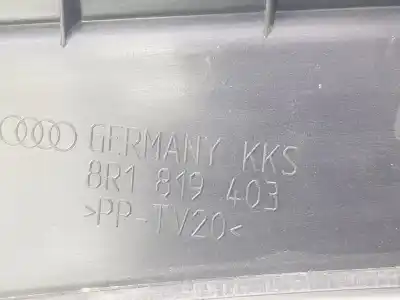 GERMANY KKS
8R1 819 403
>PP-TV20<